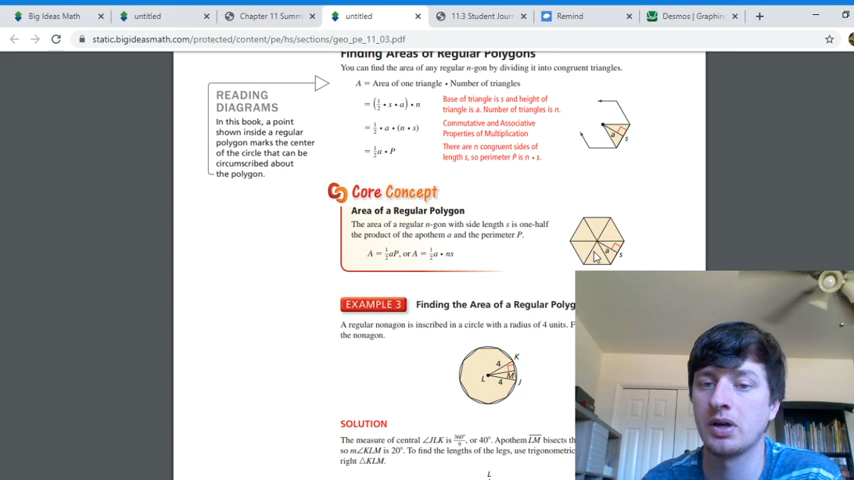 Big Ideas Math
untitled
Chapter 11 Summ
untitled
11.3 Student Jour
Remind
Desmos | Graphing
static.bigideasmath.com/protected/content/pe/hs/sections/geo_pe_11_03.pdf
Finding Areas of Regular Polygons
You can find the area of any regular n-gon by dividing it into congruent triangles.
A = Area of one triangle • Number of triangles
READING
DIAGRAMS
In this book, a point
shown inside a regular
polygon marks the center
of the circle that can be
circumscribed about
the polygon.
= (1/2 • s • a) • n
Base of triangle is s and height of
triangle is a. Number of triangles is n.
= 1/2 • a • (n • s)
Commutative and Associative
Properties of Multiplication
= 1/2 a • P
There are n congruent sides of
length s, so perimeter P is n • s.
a
s
Core Concept
Area of a Regular Polygon
The area of a regular n-gon with side length s is one-half
the product of the apothem a and the perimeter P.
A = 1/2 aP, or A = 1/2 a • ns
a
s
EXAMPLE 3
Finding the Area of a Regular Polyg
A regular nonagon is inscribed in a circle with a radius of 4 units. F
the nonagon.
4
K
L
M
4
J
SOLUTION
The measure of central ∠JLK is 360°/9, or 40°. Apothem LM bisects th
so m∠KLM is 20°. To find the lengths of the legs, use trigonometric
right △KLM.
L